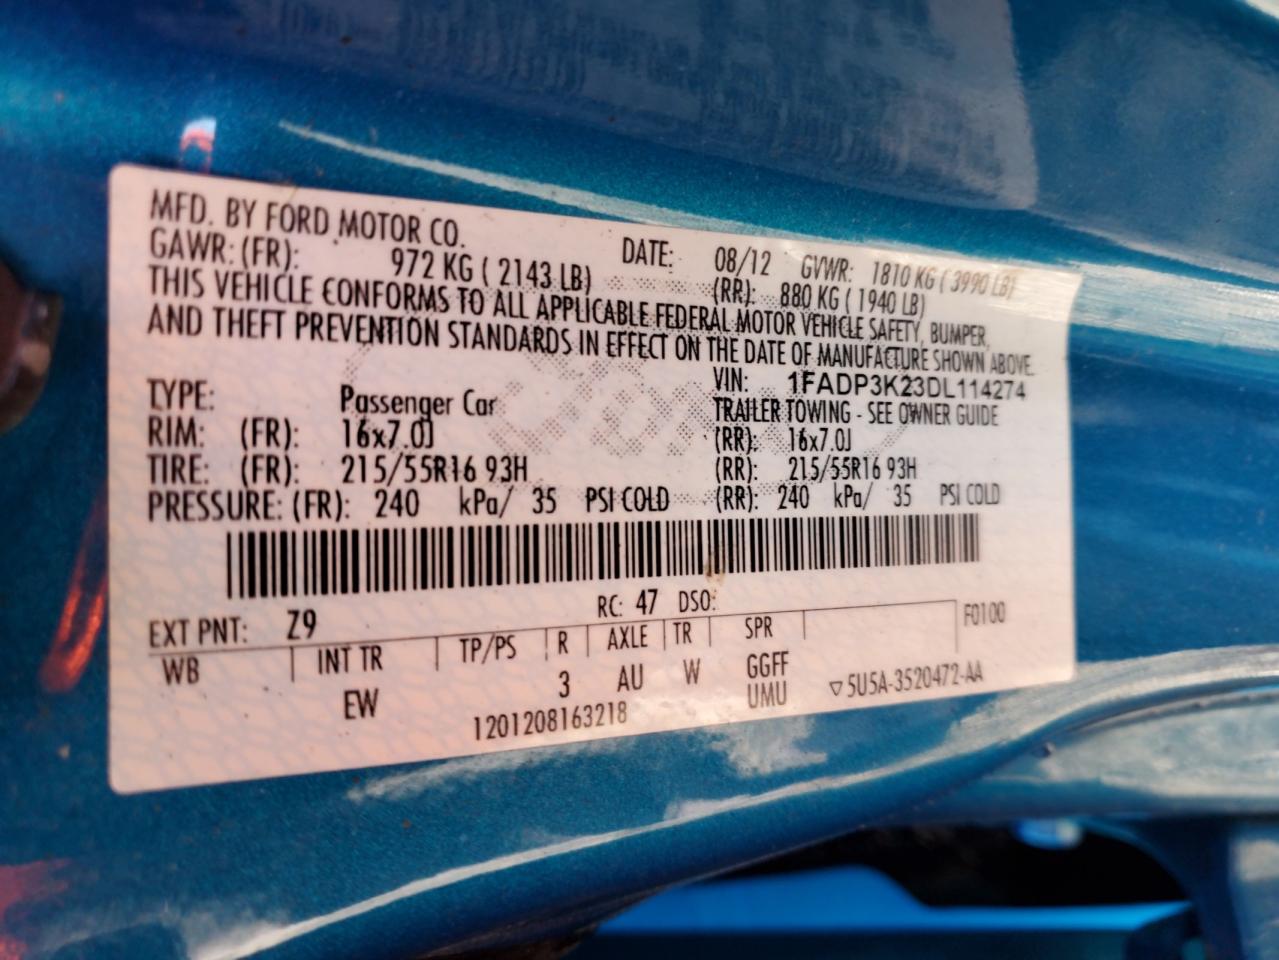 MFD. BY FORD MOTOR CO. DATE: 08/12 GVWR: 1810 KG ( 3990 LB)
GAWR: (FR): 972 KG ( 2143 LB) (RR): 880 KG ( 1940 LB)
THIS VEHICLE CONFORMS TO ALL APPLICABLE FEDERAL MOTOR VEHICLE SAFETY, BUMPER,
AND THEFT PREVENTION STANDARDS IN EFFECT ON THE DATE OF MANUFACTURE SHOWN ABOVE.
VIN: 1FADP3K23DL114274
TYPE: Passenger Car TRAILER TOWING - SEE OWNER GUIDE
RIM: (FR): 16x7.0J (RR): 16x7.0J
TIRE: (FR): 215/55R16 93H (RR): 215/55R16 93H
PRESSURE: (FR): 240 kPa/ 35 PSI COLD (RR): 240 kPa/ 35 PSI COLD
EXT PNT: Z9 RC: 47 DSO: F0100
WB INT TR TP/PS R AXLE TR SPR
EW 3 AU W GGFF
UMU
1201208163218 ▽5U5A-3520472-AA